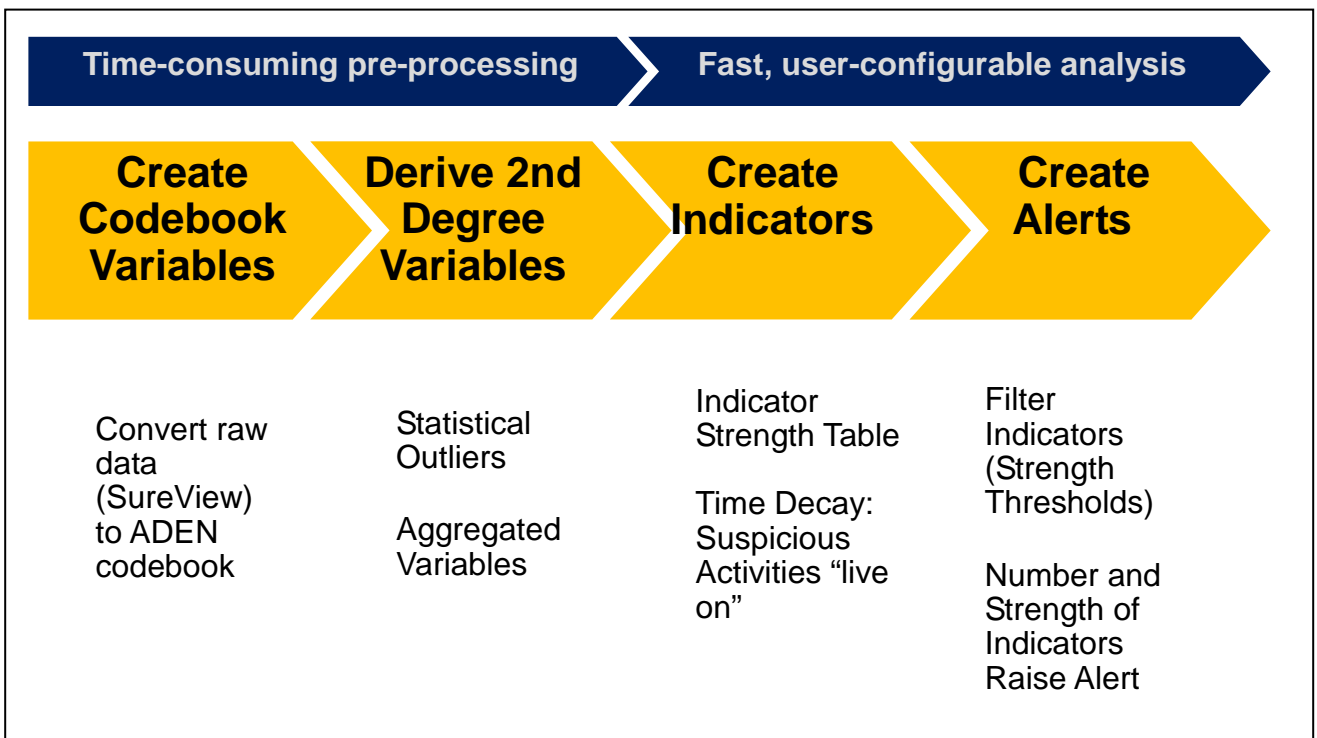 Time-consuming pre-processing
Fast, user-configurable analysis
Create
Codebook
Variables
Derive 2nd
Degree
Variables
Create
Indicators
Create
Alerts
Convert raw
data
(SureView)
to ADEN
codebook
Statistical
Outliers
Aggregated
Variables
Indicator
Strength Table
Time Decay:
Suspicious
Activities “live
on”
Filter
Indicators
(Strength
Thresholds)
Number and
Strength of
Indicators
Raise Alert